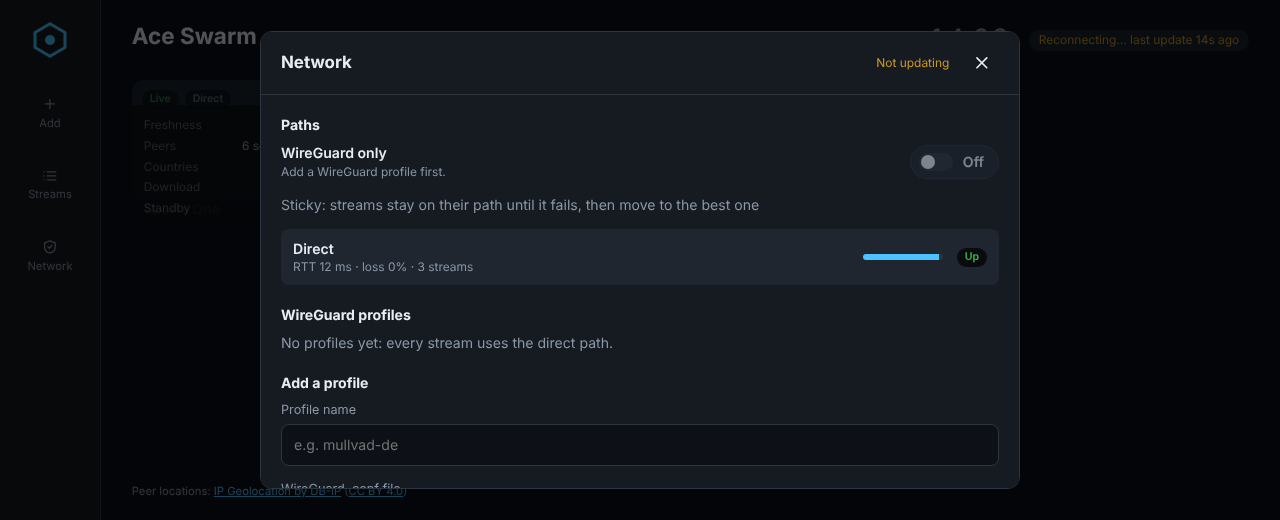 Ace Swarm
Reconnecting... last update 14s ago
Network
Not updating
Add
Streams
Network
Live
Direct
Freshness
Peers
Countries
Download
Standby
Paths
WireGuard only
Add a WireGuard profile first.
Off
Sticky: streams stay on their path until it fails, then move to the best one
Direct
RTT 12 ms · loss 0% · 3 streams
Up
WireGuard profiles
No profiles yet: every stream uses the direct path.
Add a profile
Profile name
e.g. mullvad-de
WireGuard .conf file
Peer locations: IP Geolocation by DB-IP (CC BY 4.0)